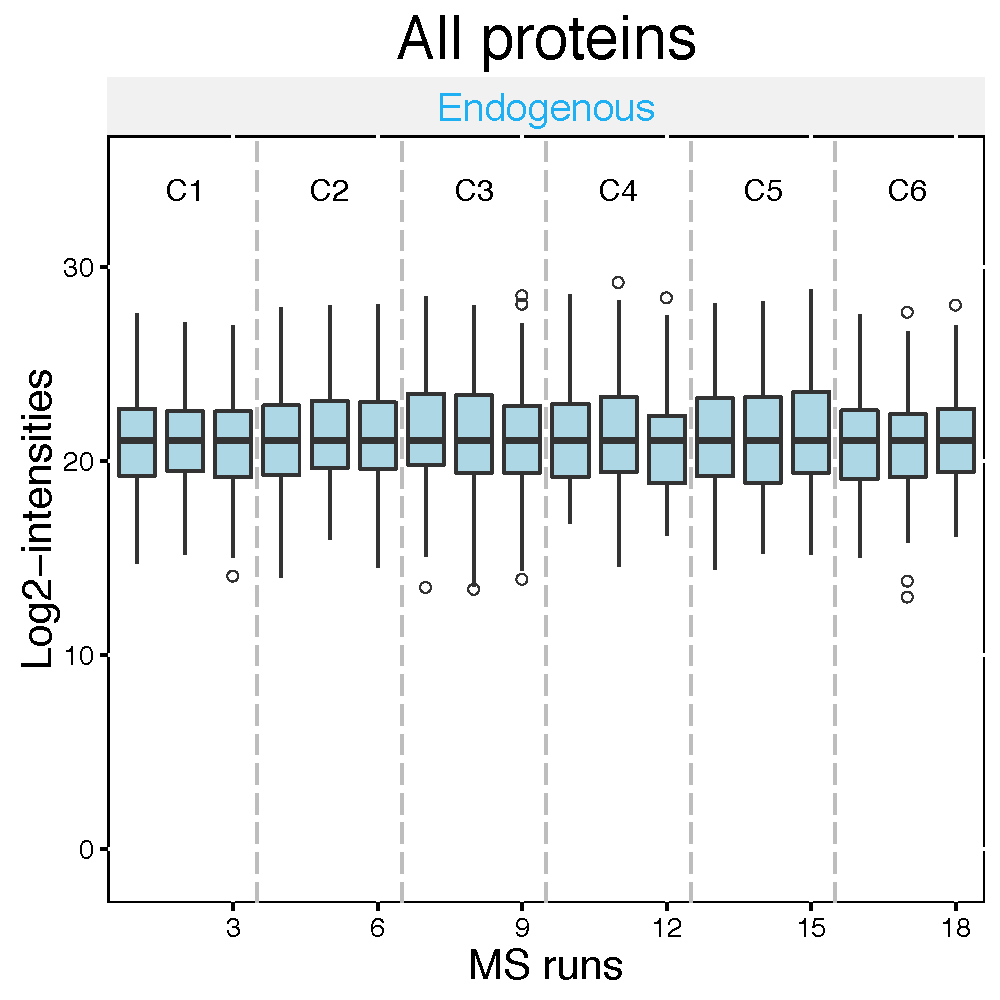 All proteins
Endogenous
C1 C2 C3 C4 C5 C6
30
20
10
0
Log2−intensities
3 6 9 12 15 18
MS runs